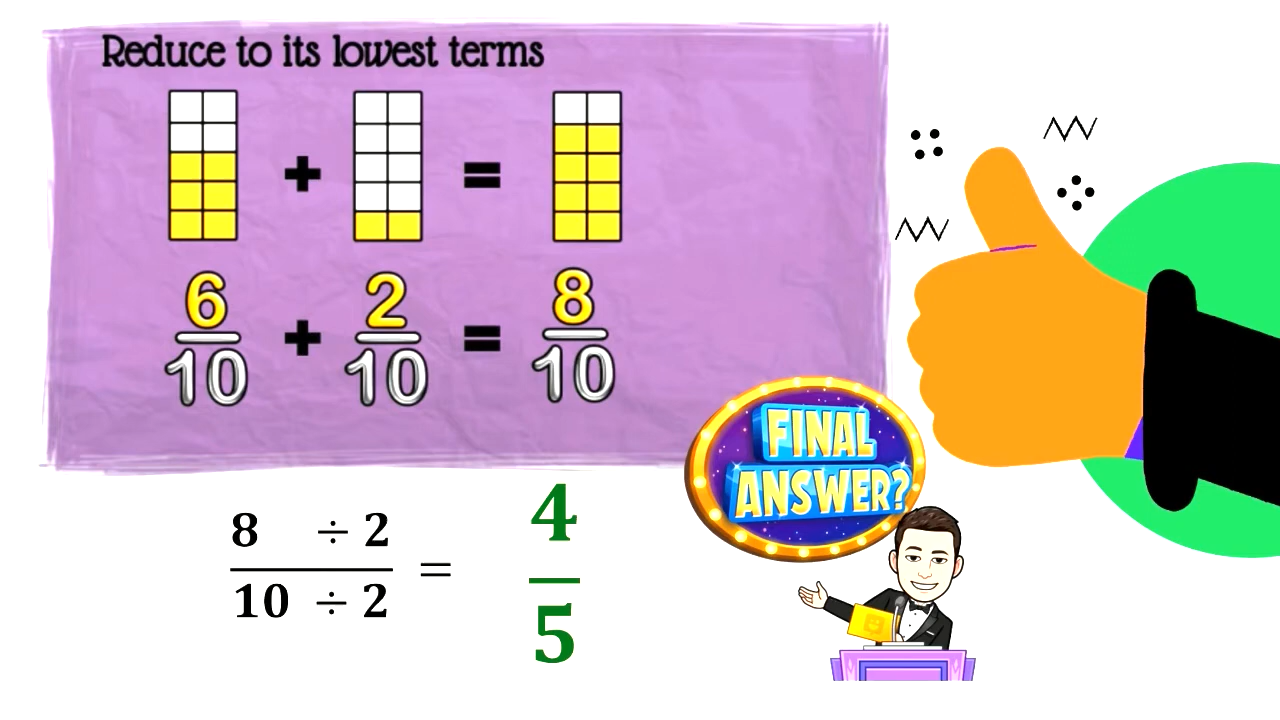 Reduce to its lowest terms
+ =
6 2 8
+ =
10 10 10
FINAL
ANSWER?
4
8 ÷ 2
=
10 ÷ 2
5